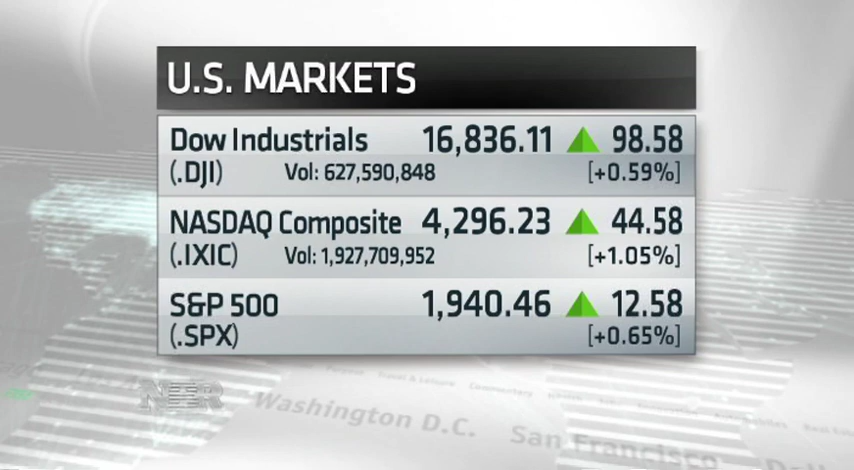 U.S. MARKETS
Dow Industrials 16,836.11 ▲ 98.58
(.DJI) Vol: 627,590,848 [+0.59%]
NASDAQ Composite 4,296.23 ▲ 44.58
(.IXIC) Vol: 1,927,709,952 [+1.05%]
S&P 500 1,940.46 ▲ 12.58
(.SPX) [+0.65%]
NBR
Washington D.C.
San Francisco